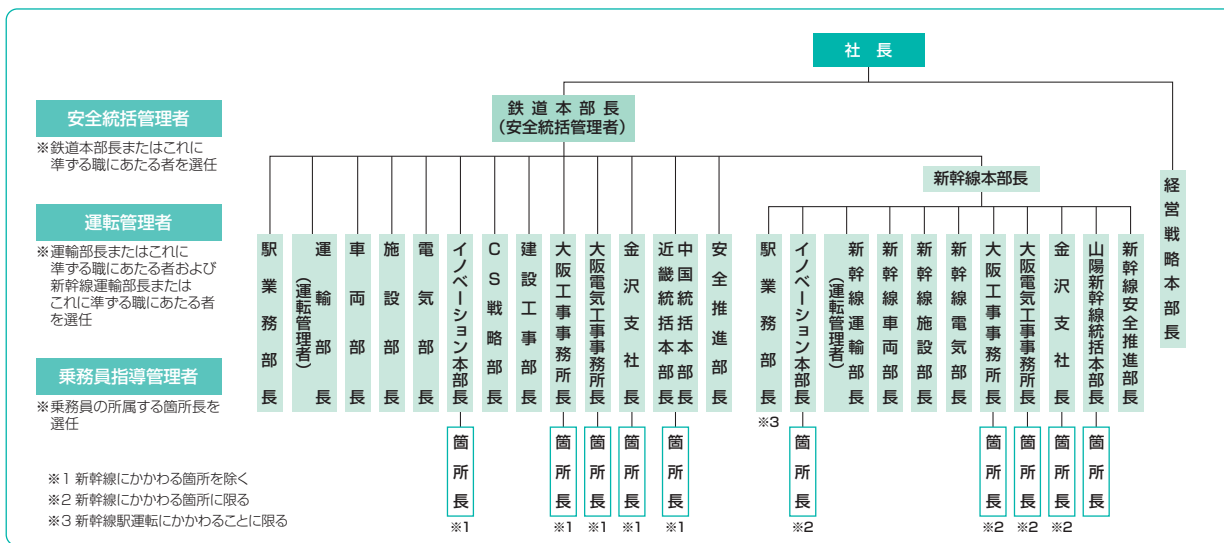 社長
鉄道本部長
(安全統括管理者)
安全統括管理者
※鉄道本部長またはこれに
準ずる職にあたる者を選任
運転管理者
※運輸部長またはこれに
準ずる職にあたる者および
新幹線運輸部長または
これに準ずる職にあたる者
を選任
乗務員指導管理者
※乗務員の所属する箇所長を
選任
※1 新幹線にかかわる箇所を除く
※2 新幹線にかかわる箇所に限る
※3 新幹線駅運転にかかわることに限る
駅業務部長
運輸部長
(運転管理者)
車両部長
施設部長
電気部長
イノベーション本部長
箇所長
※1
CS戦略部長
建設工事部長
大阪工事事務所長
箇所長
※1
大阪電気工事事務所長
箇所長
※1
金沢支社長
箇所長
※1
中国統括本部長
近畿統括本部長
箇所長
※1
安全推進部長
新幹線本部長
駅業務部長
※3
イノベーション本部長
箇所長
※2
新幹線運輸部長
(運転管理者)
新幹線車両部長
新幹線施設部長
新幹線電気部長
大阪工事事務所長
箇所長
※2
大阪電気工事事務所長
箇所長
※2
金沢支社長
箇所長
※2
山陽新幹線統括本部長
箇所長
新幹線安全推進部長
経営戦略本部長